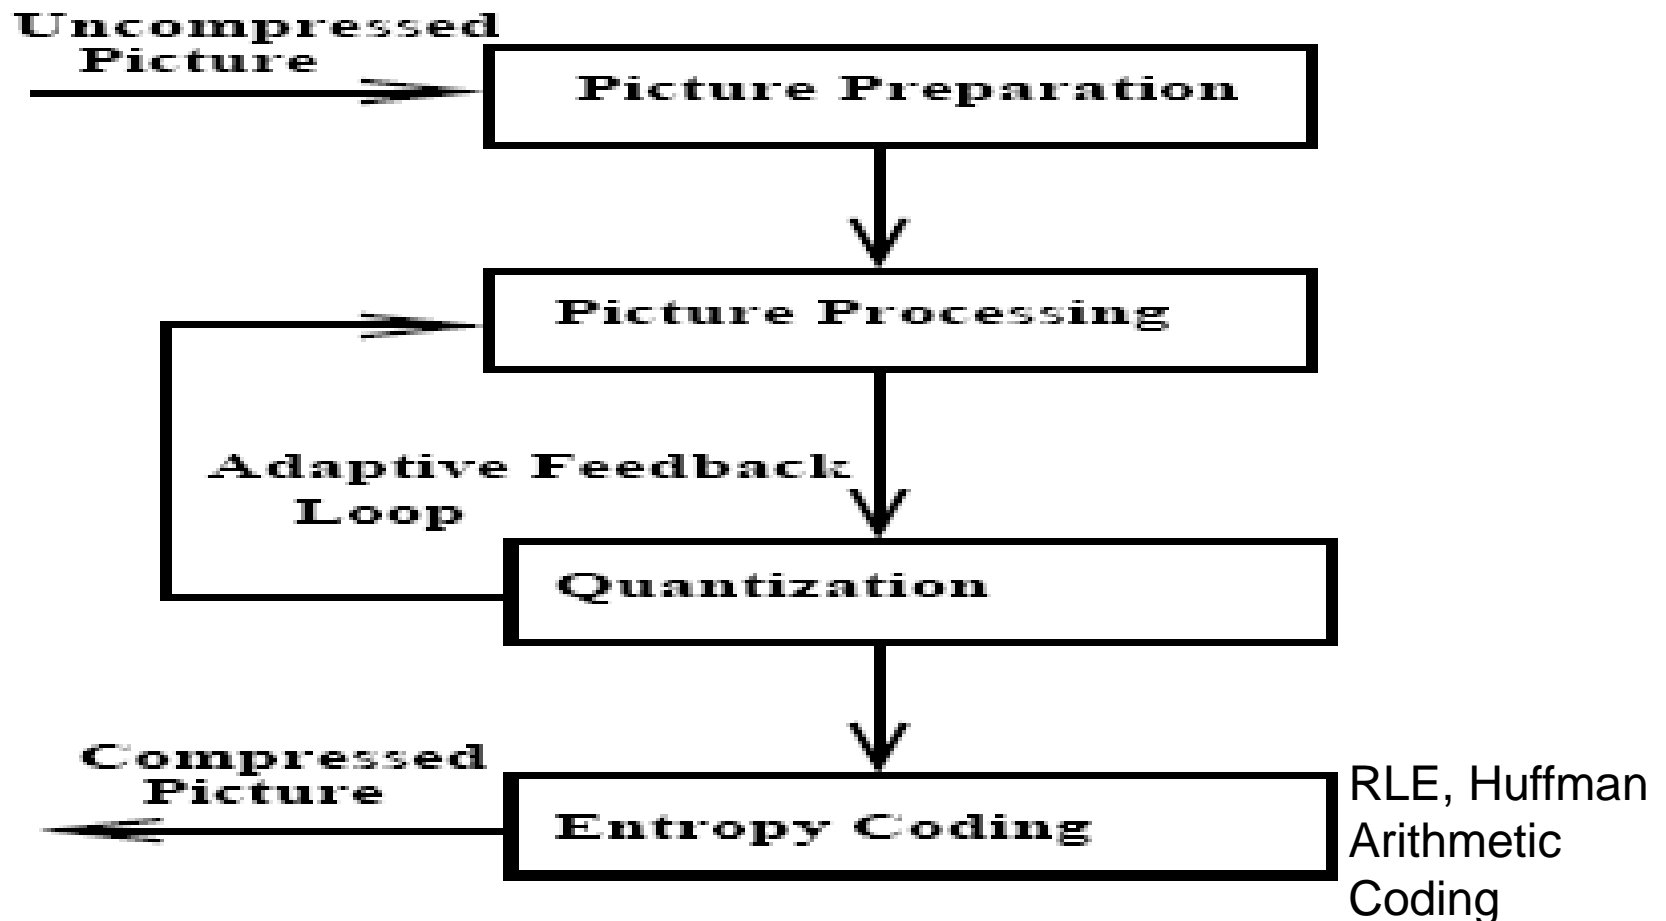 Uncompressed
Picture
Picture Preparation
Picture Processing
Adaptive Feedback
Loop
Quantization
Compressed
Picture
Entropy Coding
RLE, Huffman
Arithmetic
Coding